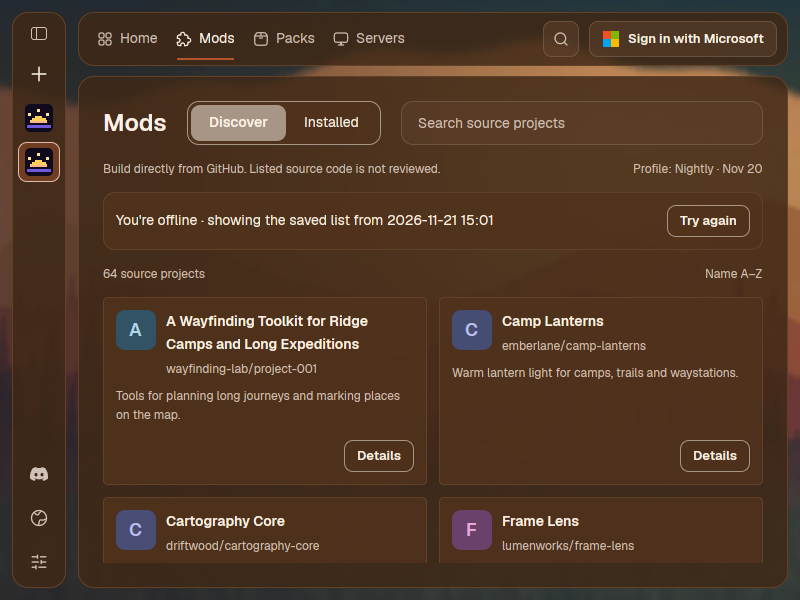 Home
Mods
Packs
Servers
Sign in with Microsoft
Mods
Discover
Installed
Search source projects
Build directly from GitHub. Listed source code is not reviewed.
Profile: Nightly · Nov 20
You're offline · showing the saved list from 2026-11-21 15:01
Try again
64 source projects
Name A–Z
A
A Wayfinding Toolkit for Ridge
Camps and Long Expeditions
wayfinding-lab/project-001
Tools for planning long journeys and marking places
on the map.
Details
C
Camp Lanterns
emberlane/camp-lanterns
Warm lantern light for camps, trails and waystations.
Details
C
Cartography Core
driftwood/cartography-core
F
Frame Lens
lumenworks/frame-lens